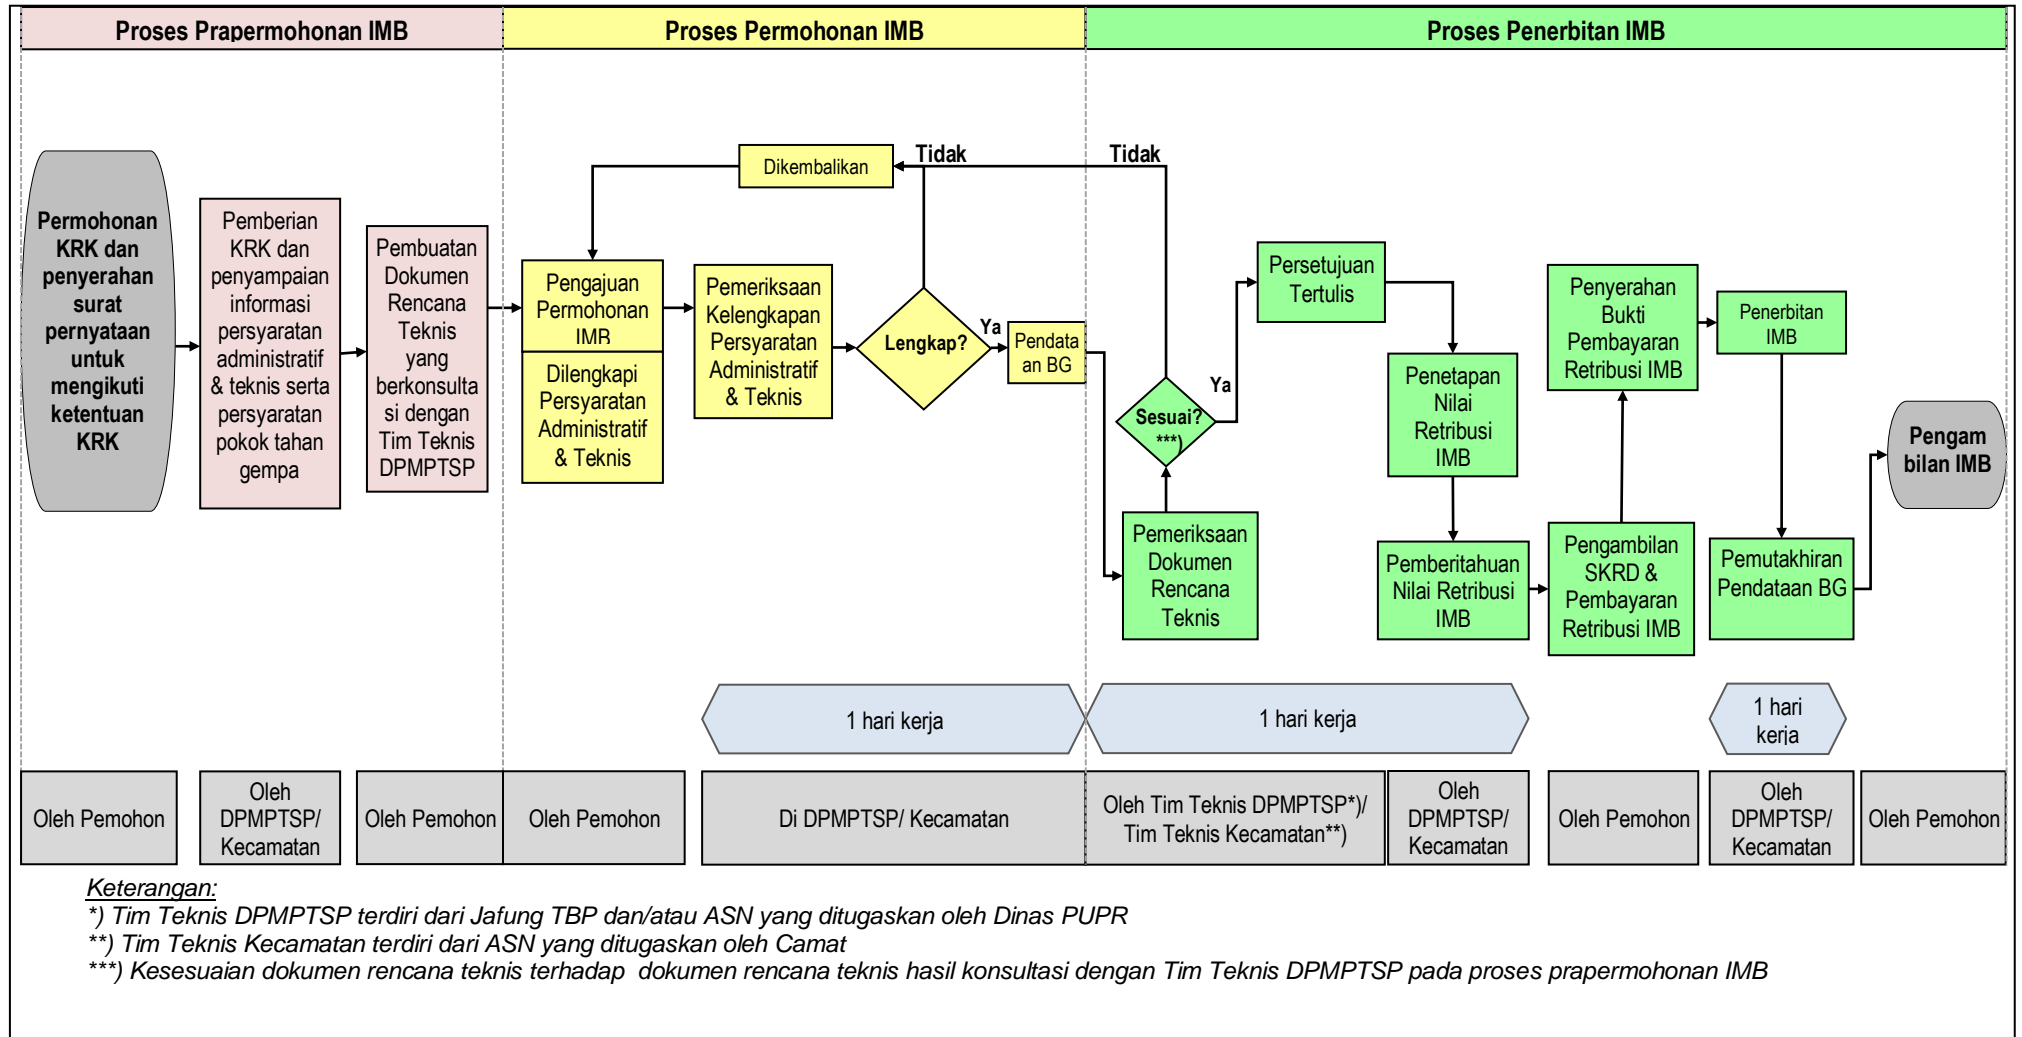 Proses Prapermohonan IMB
Proses Permohonan IMB
Proses Penerbitan IMB
Permohonan
KRK dan
penyerahan
surat
pernyataan
untuk
mengikuti
ketentuan
KRK
Pemberian
KRK dan
penyampaian
informasi
persyaratan
administratif
& teknis serta
persyaratan
pokok tahan
gempa
Pembuatan
Dokumen
Rencana
Teknis
yang
berkonsulta
si dengan
Tim Teknis
DPMPTSP
Dikembalikan
Tidak
Tidak
Pengajuan
Permohonan
IMB
Dilengkapi
Persyaratan
Administratif
& Teknis
Pemeriksaan
Kelengkapan
Persyaratan
Administratif
& Teknis
Lengkap?
Ya
Pendata
an BG
Pemeriksaan
Dokumen
Rencana
Teknis
Sesuai?
***)
Ya
Persetujuan
Tertulis
Penetapan
Nilai
Retribusi
IMB
Pemberitahuan
Nilai Retribusi
IMB
Pengambilan
SKRD &
Pembayaran
Retribusi IMB
Penyerahan
Bukti
Pembayaran
Retribusi IMB
Penerbitan
IMB
Pemutakhiran
Pendataan BG
Pengam
bilan IMB
1 hari kerja
1 hari kerja
1 hari
kerja
Oleh Pemohon
Oleh
DPMPTSP/
Kecamatan
Oleh Pemohon
Oleh Pemohon
Di DPMPTSP/ Kecamatan
Oleh Tim Teknis DPMPTSP*)/
Tim Teknis Kecamatan**)
Oleh
DPMPTSP/
Kecamatan
Oleh Pemohon
Oleh
DPMPTSP/
Kecamatan
Oleh Pemohon
Keterangan:
*) Tim Teknis DPMPTSP terdiri dari Jafung TBP dan/atau ASN yang ditugaskan oleh Dinas PUPR
**) Tim Teknis Kecamatan terdiri dari ASN yang ditugaskan oleh Camat
***) Kesesuaian dokumen rencana teknis terhadap dokumen rencana teknis hasil konsultasi dengan Tim Teknis DPMPTSP pada proses prapermohonan IMB